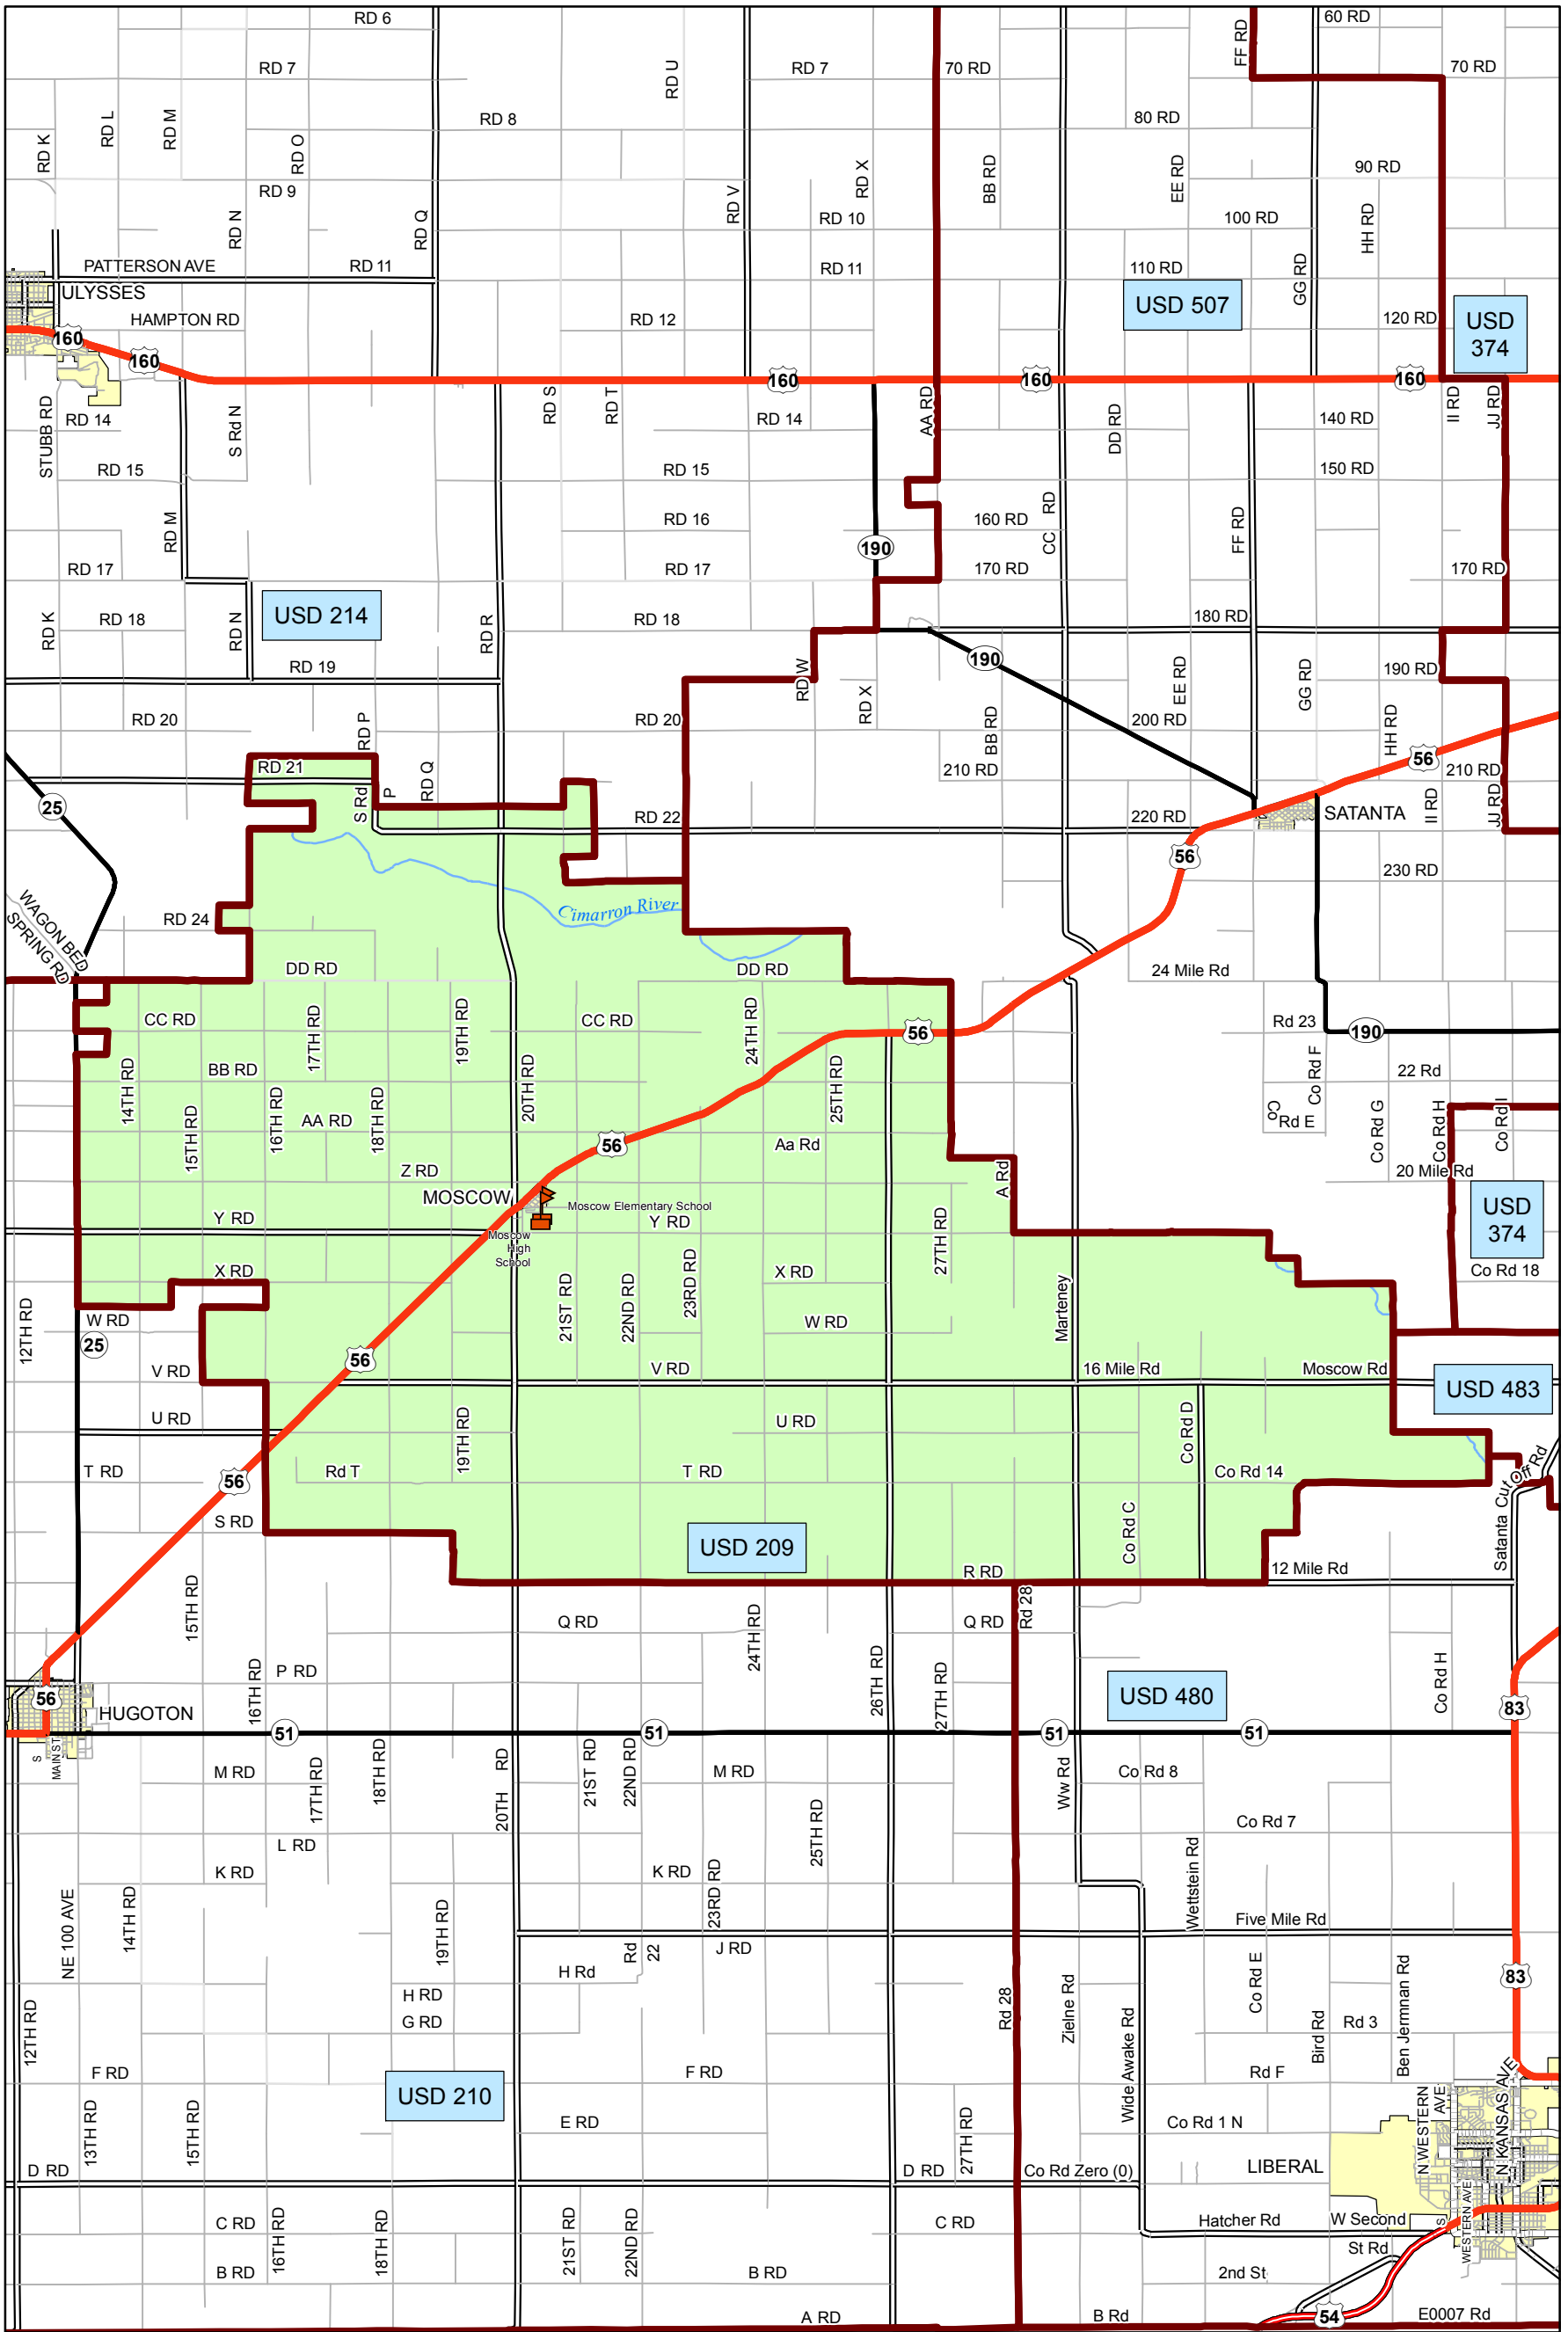 RD 6
60 RD
FF RD
RD 7
RD U
RD 7
70 RD
70 RD
RD K
RD L
RD M
RD O
RD 8
80 RD
RD 9
RD N
RD Q
RD V
RD X
BB RD
EE RD
90 RD
RD 10
100 RD
HH RD
PATTERSON AVE
RD 11
RD 11
110 RD
GG RD
ULYSSES
USD 507
HAMPTON RD
RD 12
120 RD
USD
374
160
160
160
160
160
STUBB RD
RD 14
S Rd N
RD S
RD T
RD 14
AA RD
DD RD
140 RD
II RD
JJ RD
RD 15
RD 15
150 RD
RD M
RD 16
160 RD
CC RD
FF RD
190
RD 17
RD 17
170 RD
170 RD
USD 214
RD K
RD 18
RD N
RD R
RD 18
180 RD
RD 19
RD W
190
EE RD
GG RD
190 RD
RD 20
RD P
RD 20
RD X
BB RD
200 RD
HH RD
RD 21
RD Q
210 RD
56
210 RD
25
S Rd P
RD 22
220 RD
SATANTA
II RD
JJ RD
56
230 RD
WAGON BED
SPRING RD
RD 24
Cimarron River
DD RD
DD RD
24 Mile Rd
CC RD
17TH RD
19TH RD
CC RD
24TH RD
56
Rd 23
190
14TH RD
BB RD
20TH RD
25TH RD
Co Rd F
22 Rd
15TH RD
16TH RD
AA RD
18TH RD
56
Aa Rd
Co
Rd E
Co Rd G
Co Rd H
Co Rd I
Z RD
A Rd
20 Mile Rd
MOSCOW
Moscow Elementary School
Y RD
Y RD
Moscow
High
School
USD
374
27TH RD
X RD
21ST RD
22ND RD
23RD RD
X RD
Marteney
Co Rd 18
12TH RD
W RD
25
W RD
V RD
56
V RD
16 Mile Rd
Moscow Rd
USD 483
U RD
19TH RD
U RD
Co Rd D
T RD
56
Rd T
T RD
Co Rd 14
Satanta Cut Off Rd
S RD
USD 209
Co Rd C
R RD
12 Mile Rd
15TH RD
Q RD
24TH RD
Q RD
Rd 28
16TH RD
P RD
26TH RD
27TH RD
USD 480
Co Rd H
56
HUGOTON
83
51
51
51
51
S
MAIN ST
M RD
17TH RD
18TH RD
20TH RD
21ST RD
22ND RD
M RD
25TH RD
Ww Rd
Co Rd 8
L RD
Co Rd 7
K RD
K RD
NE 100 AVE
14TH RD
19TH RD
23RD RD
Wettstein Rd
Five Mile Rd
Rd 22
J RD
H Rd
83
H RD
Co Rd E
Ben Jermman Rd
12TH RD
G RD
Rd 28
Zielne Rd
Wide Awake Rd
Bird Rd
Rd 3
F RD
F RD
Rd F
USD 210
13TH RD
15TH RD
E RD
27TH RD
Co Rd 1 N
N WESTERN AVE
N KANSAS AVE
D RD
D RD
Co Rd Zero (0)
LIBERAL
C RD
16TH RD
18TH RD
21ST RD
22ND RD
C RD
Hatcher Rd
W Second
St Rd
S WESTERN AVE
B RD
B RD
2nd St
A RD
B Rd
54
E0007 Rd